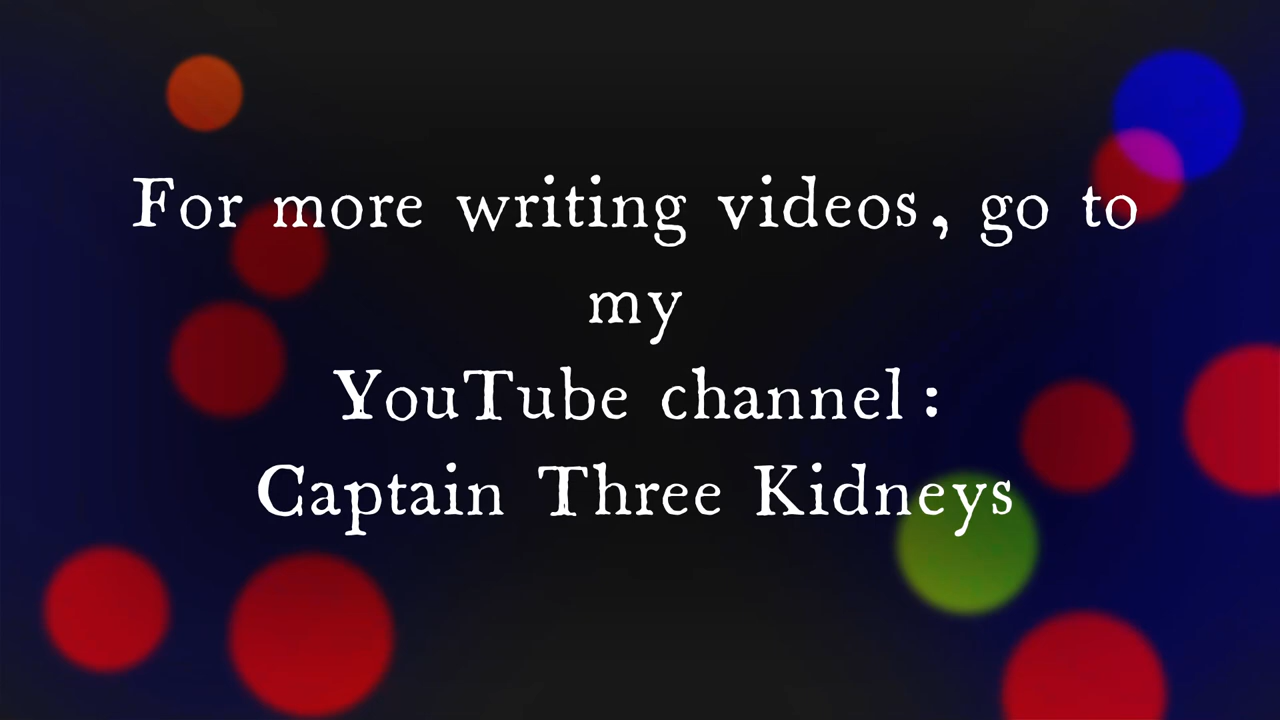 For more writing videos, go to
my
YouTube channel:
Captain Three Kidneys